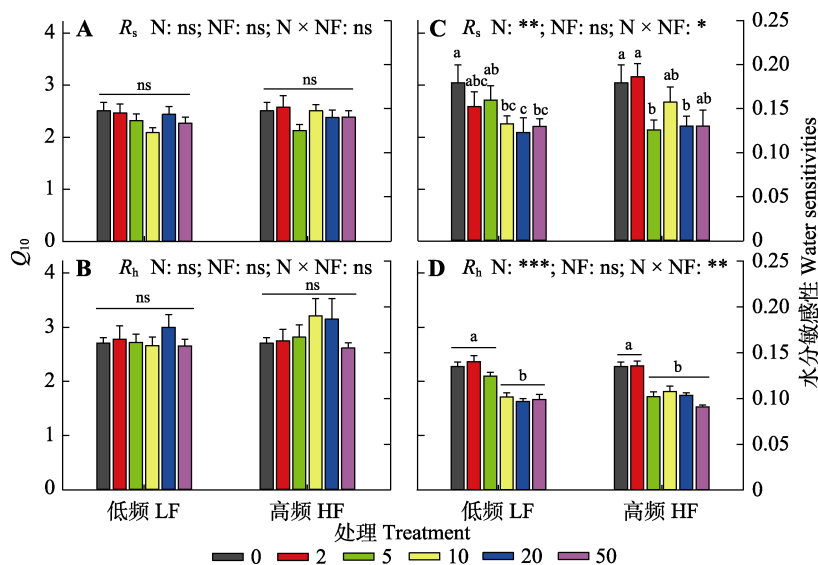 A Rs N: ns; NF: ns; N × NF: ns
ns
ns
4
3
2
1
0
C Rs N: **; NF: ns; N × NF: *
a
abc
ab
bc
c
bc
a
a
b
ab
b
ab
0.25
0.20
0.15
0.10
0.05
0.00
Q10
B Rh N: ns; NF: ns; N × NF: ns
ns
ns
4
3
2
1
0
低频 LF
高频 HF
D Rh N: ***; NF: ns; N × NF: **
a
b
a
b
0.25
0.20
0.15
0.10
0.05
0.00
低频 LF
高频 HF
水分敏感性 Water sensitivities
处理 Treatment
0 2 5 10 20 50